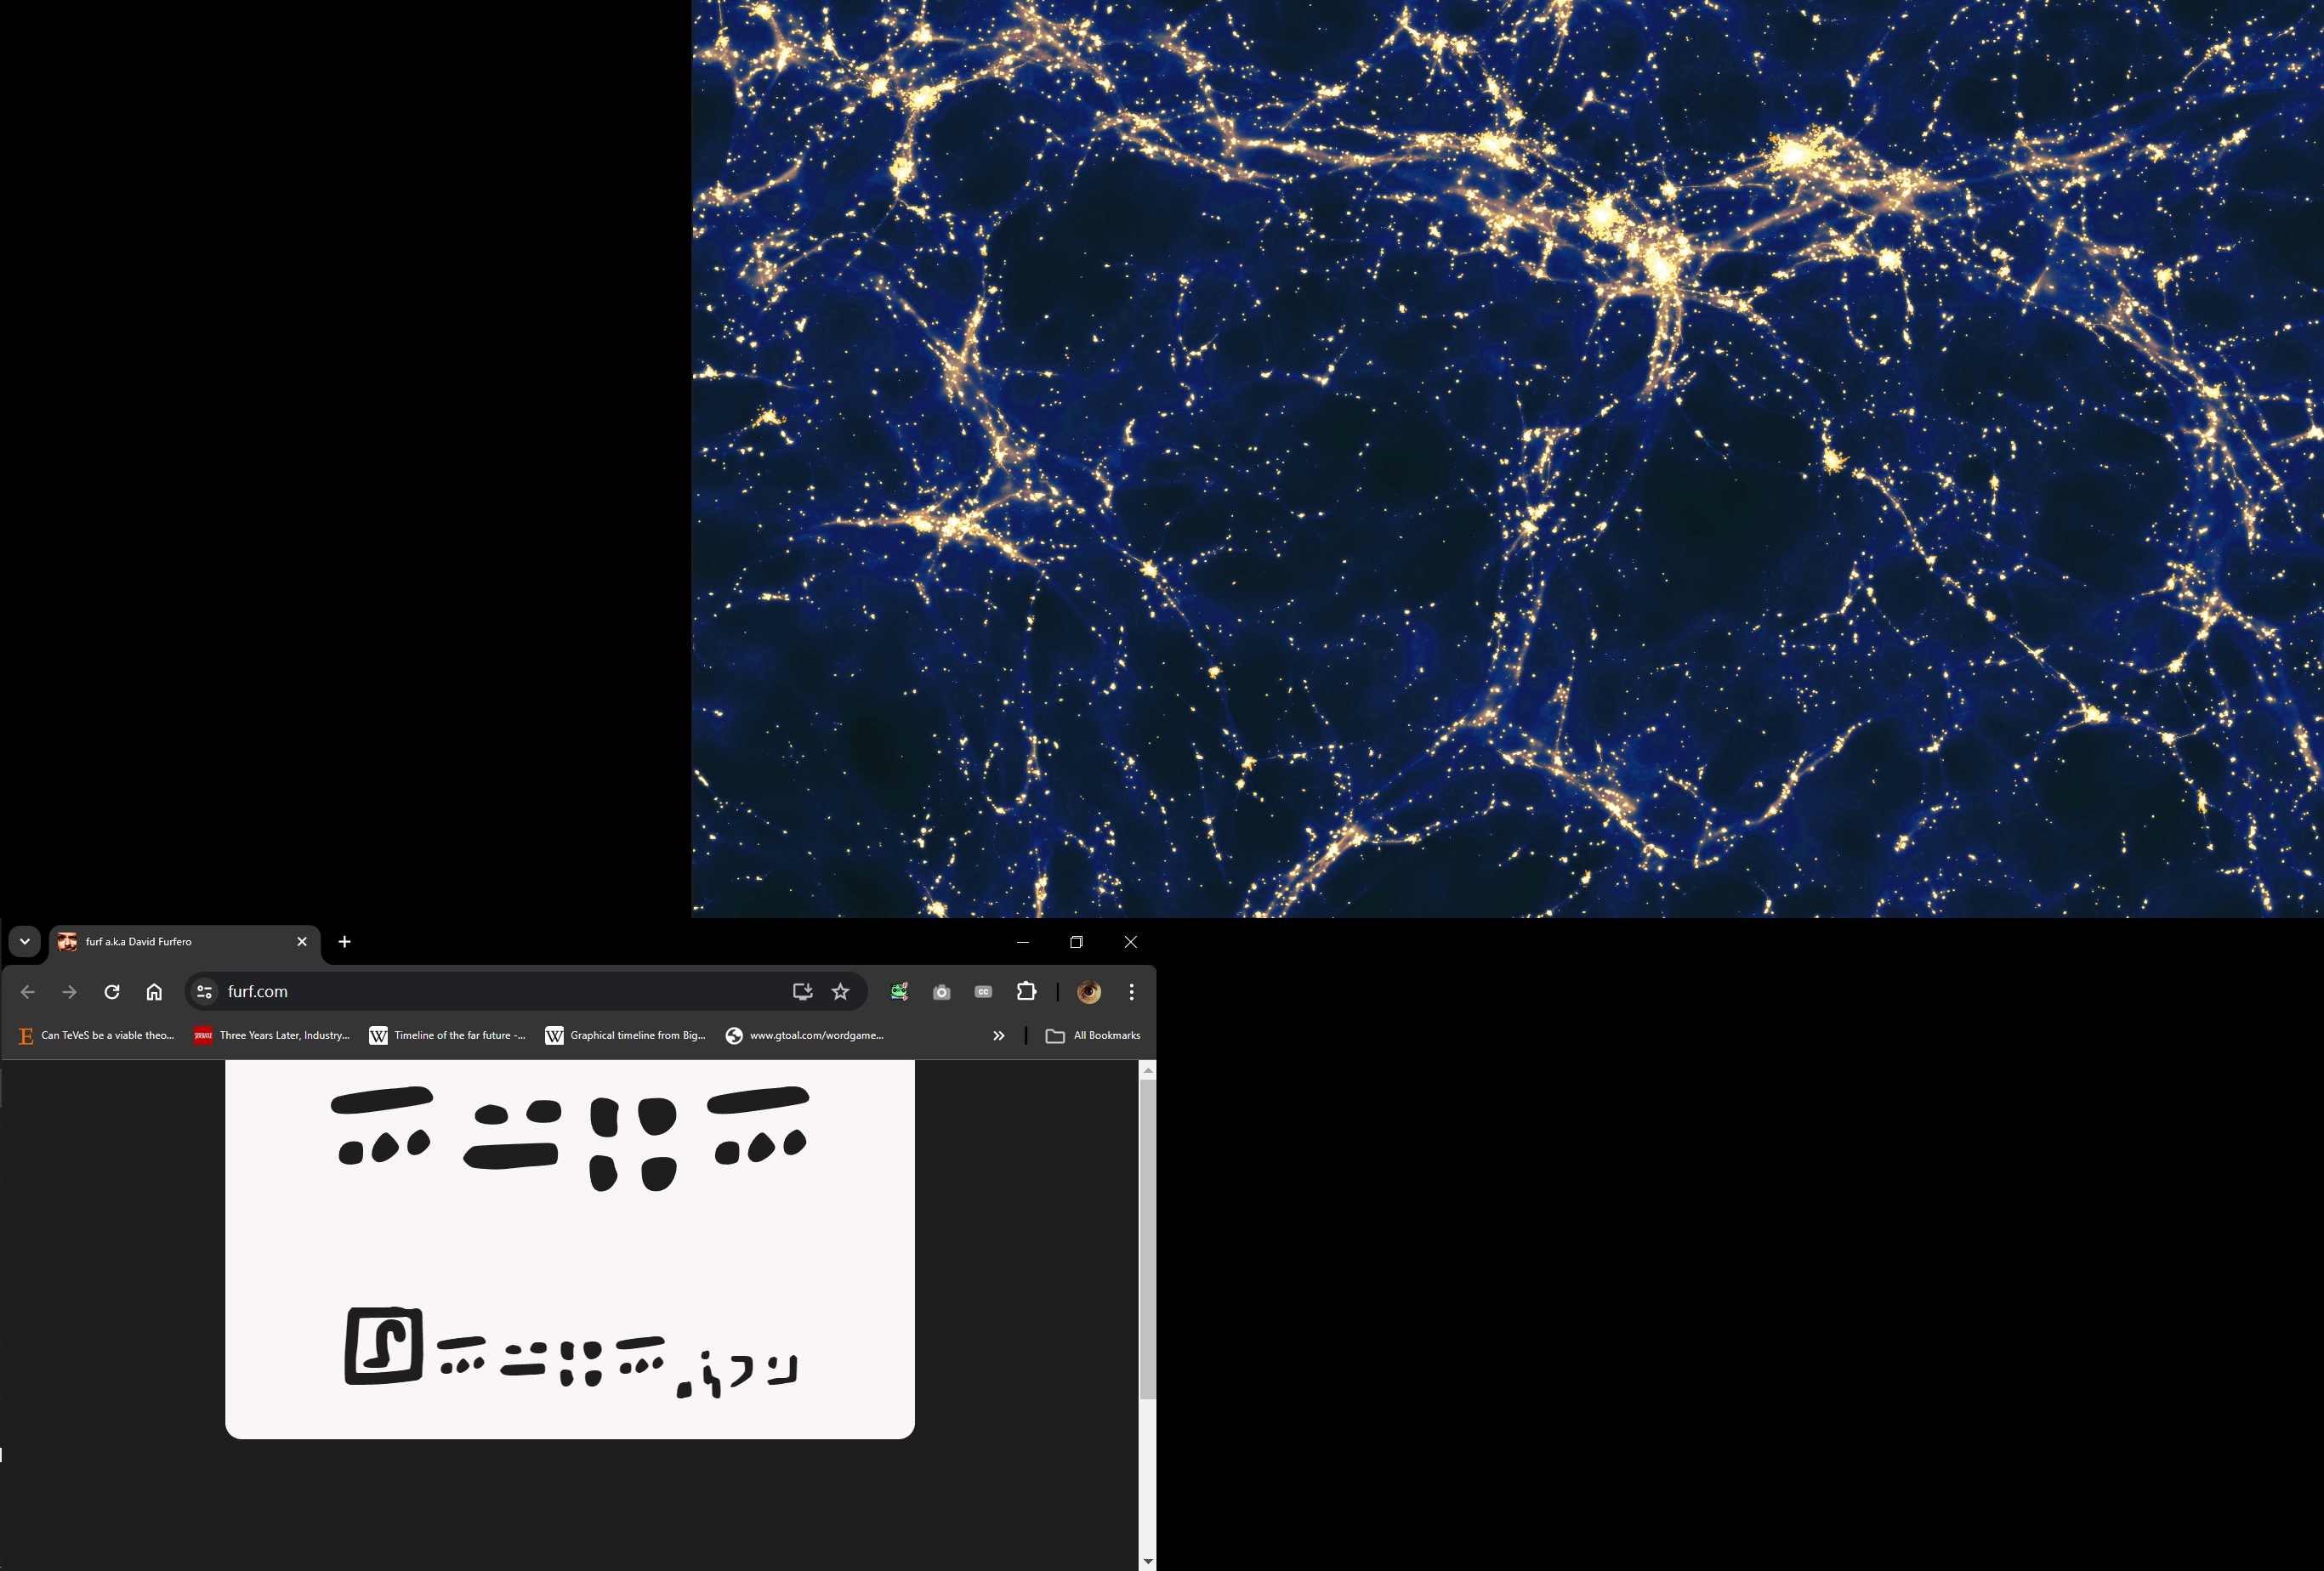 furf a.k.a David Furfero
furf.com
Can TeVeS be a viable theo... Three Years Later, Industry... Timeline of the far future -... Graphical timeline from Big... www.gtoal.com/wordgame... All Bookmarks